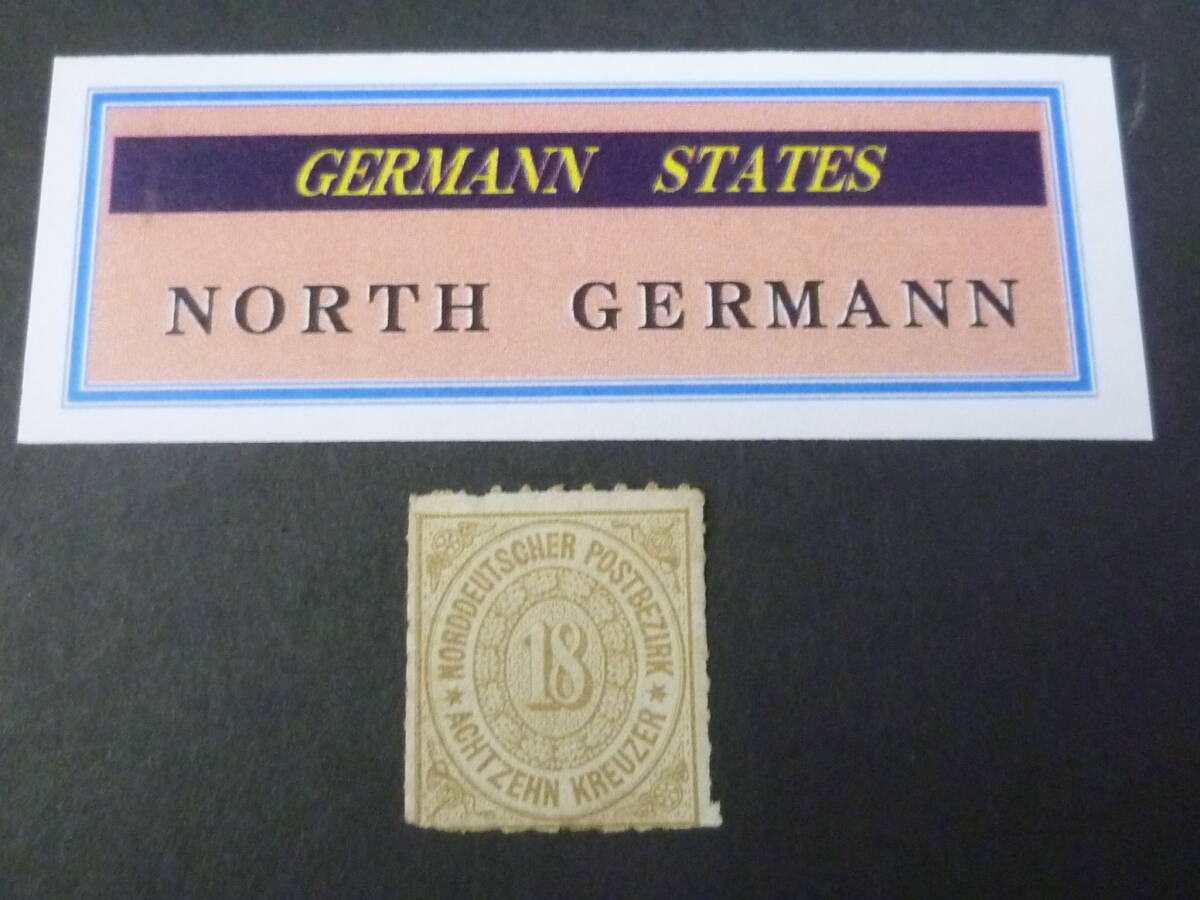 GERMANN STATES
NORTH GERMANN
NORDDEUTSCHER POSTBEZIRK
18
* ACHTZEHN KREUZER *